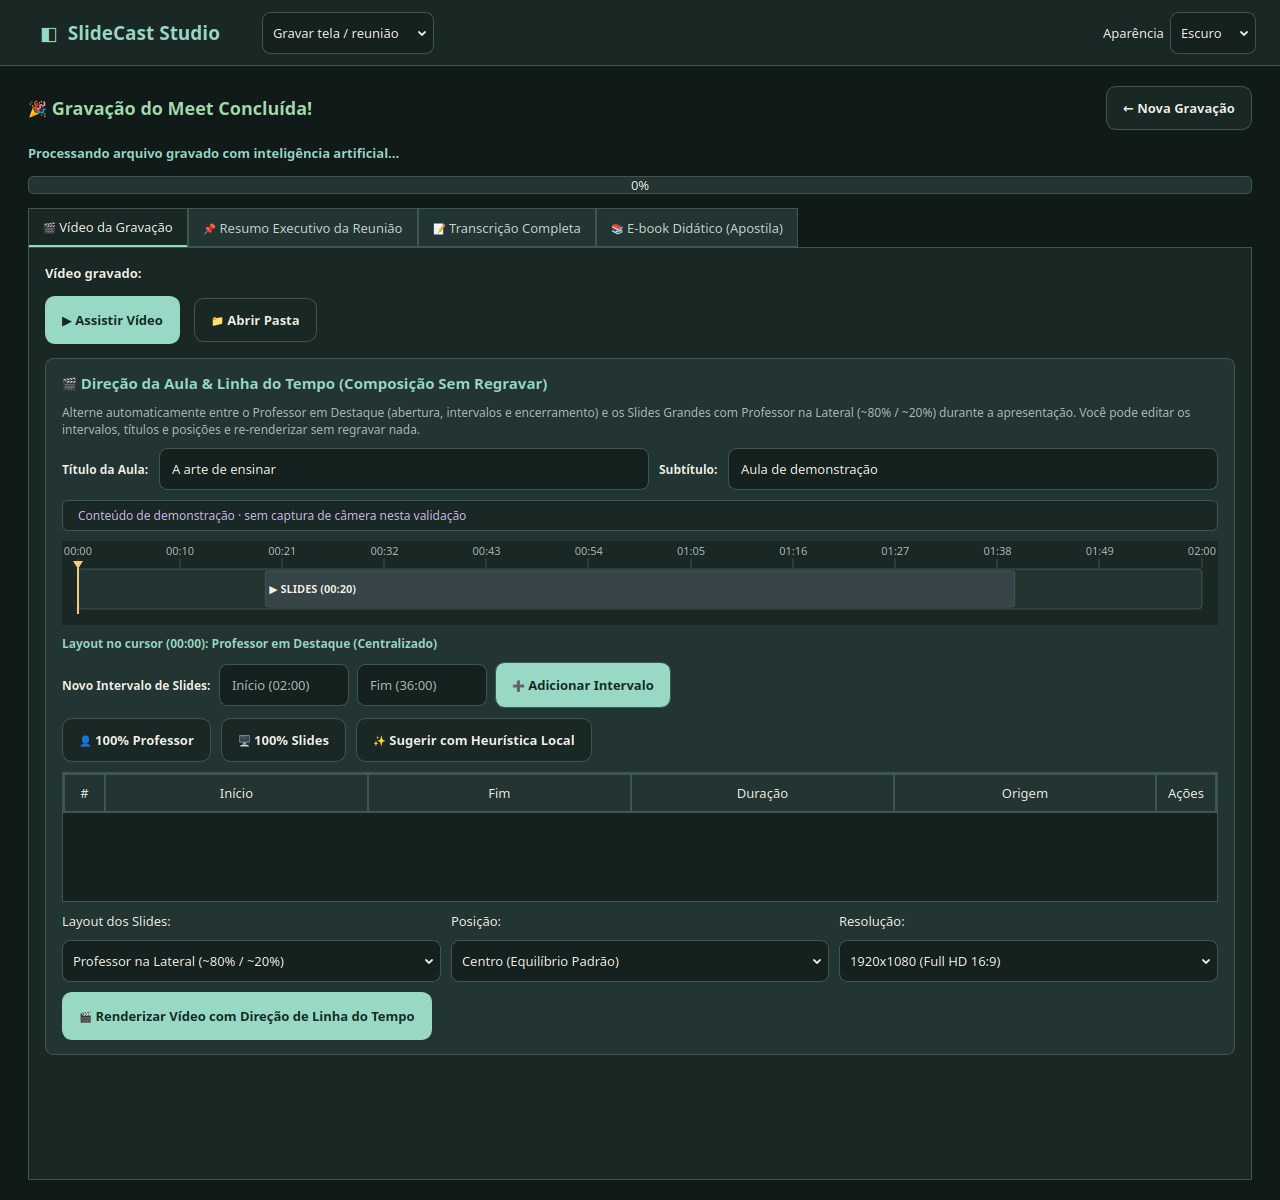 SlideCast Studio
Gravar tela / reunião
Aparência
Escuro
🎉 Gravação do Meet Concluída!
← Nova Gravação
Processando arquivo gravado com inteligência artificial...
0%
🎬 Vídeo da Gravação
📌 Resumo Executivo da Reunião
📝 Transcrição Completa
📚 E-book Didático (Apostila)
Vídeo gravado:
▶ Assistir Vídeo
📁 Abrir Pasta
🎬 Direção da Aula & Linha do Tempo (Composição Sem Regravar)
Alterne automaticamente entre o Professor em Destaque (abertura, intervalos e encerramento) e os Slides Grandes com Professor na Lateral (~80% / ~20%) durante a apresentação. Você pode editar os
intervalos, títulos e posições e re-renderizar sem regravar nada.
Título da Aula:
A arte de ensinar
Subtítulo:
Aula de demonstração
Conteúdo de demonstração · sem captura de câmera nesta validação
00:00 00:10 00:21 00:32 00:43 00:54 01:05 01:16 01:27 01:38 01:49 02:00
▶ SLIDES (00:20)
Layout no cursor (00:00): Professor em Destaque (Centralizado)
Novo Intervalo de Slides:
Início (02:00)
Fim (36:00)
➕ Adicionar Intervalo
👤 100% Professor
🖥️ 100% Slides
✨ Sugerir com Heurística Local
# Início Fim Duração Origem Ações
Layout dos Slides:
Posição:
Resolução:
Professor na Lateral (~80% / ~20%)
Centro (Equilíbrio Padrão)
1920x1080 (Full HD 16:9)
🎬 Renderizar Vídeo com Direção de Linha do Tempo